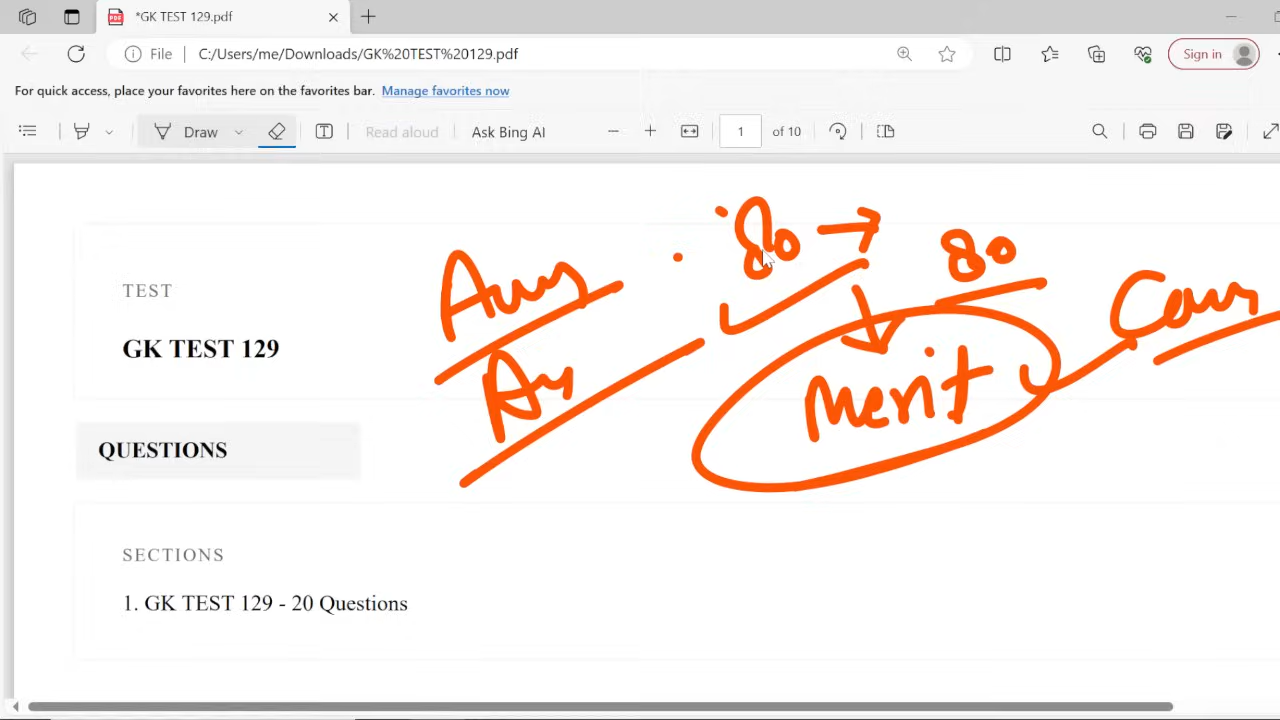 *GK TEST 129.pdf
File
C:/Users/me/Downloads/GK%20TEST%20129.pdf
Sign in
For quick access, place your favorites here on the favorites bar. Manage favorites now
Draw
Read aloud
Ask Bing AI
1 of 10
80 → 80
TEST
GK TEST 129
merit
QUESTIONS
SECTIONS
1. GK TEST 129 - 20 Questions